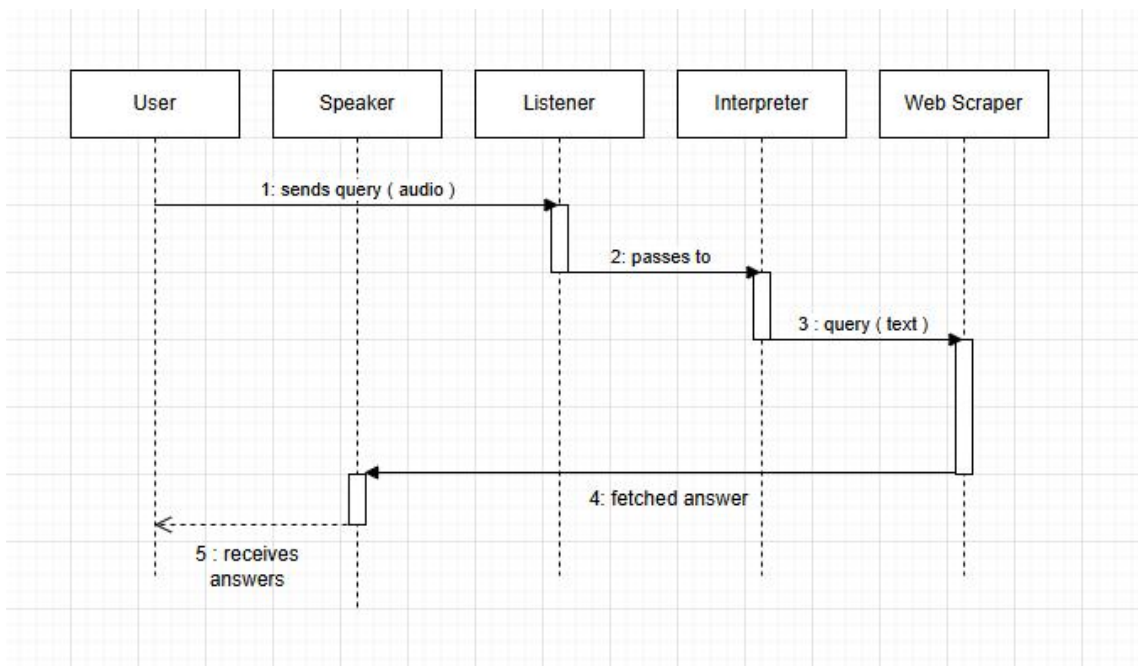 User
Speaker
Listener
Interpreter
Web Scraper
1: sends query ( audio )
2: passes to
3 : query ( text )
4: fetched answer
5 : receives
answers